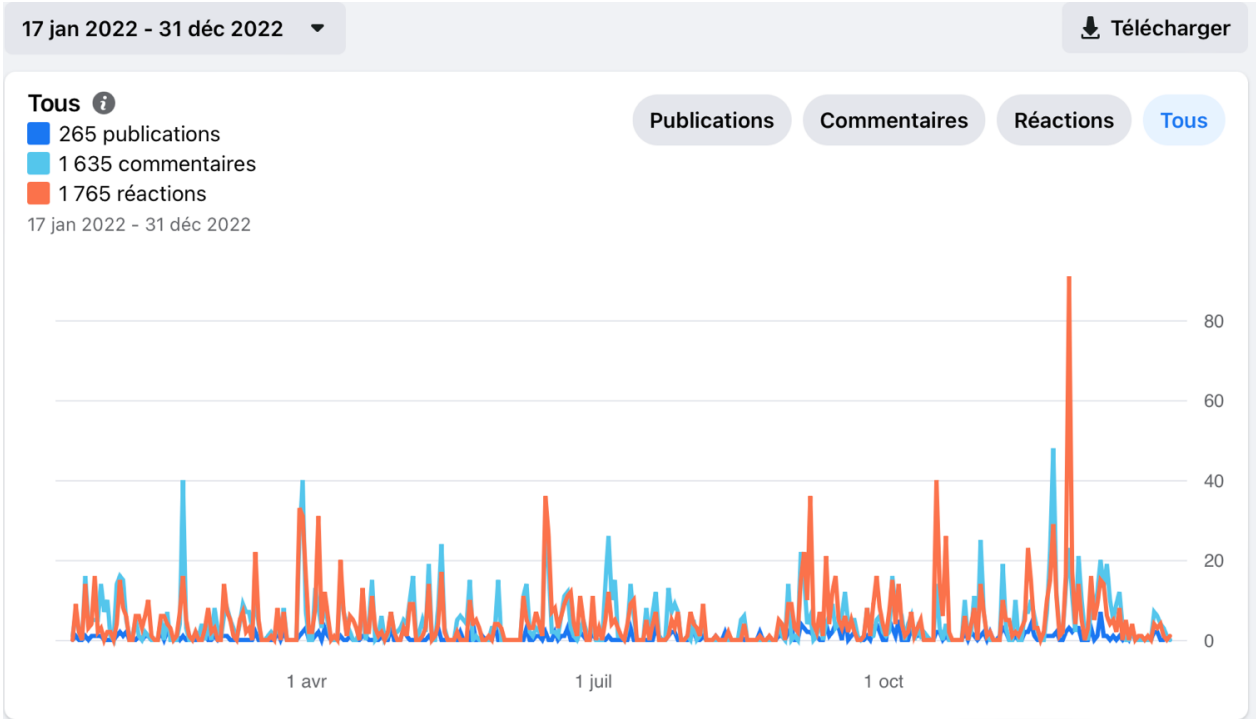 17 jan 2022 - 31 déc 2022
Télécharger
Tous
Publications
Commentaires
Réactions
Tous
265 publications
1 635 commentaires
1 765 réactions
17 jan 2022 - 31 déc 2022
80
60
40
20
0
1 avr
1 juil
1 oct